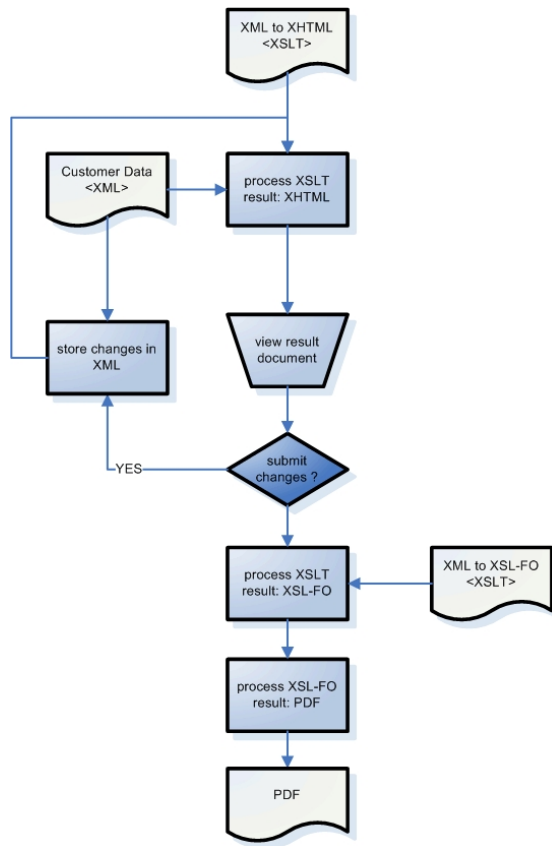 XML to XHTML
<XSLT>
Customer Data
<XML>
process XSLT
result: XHTML
store changes in
XML
view result
document
YES
submit
changes ?
process XSLT
result: XSL-FO
XML to XSL-FO
<XSLT>
process XSL-FO
result: PDF
PDF